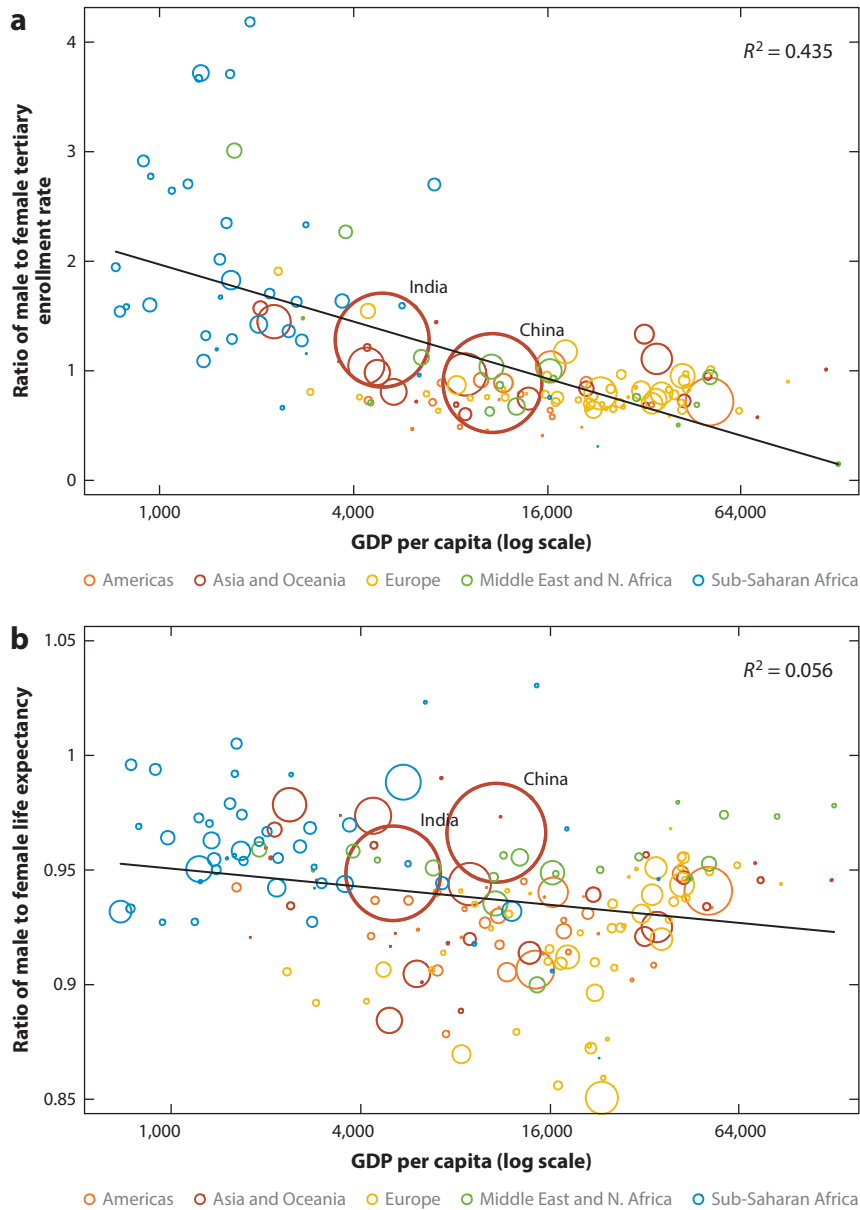 a
R² = 0.435
4
3
2
1
0
Ratio of male to female tertiary
enrollment rate
India
China
1,000
4,000
16,000
64,000
GDP per capita (log scale)
Americas Asia and Oceania Europe Middle East and N. Africa Sub-Saharan Africa
b
R² = 0.056
1.05
1
0.95
0.9
0.85
Ratio of male to female life expectancy
China
India
1,000
4,000
16,000
64,000
GDP per capita (log scale)
Americas Asia and Oceania Europe Middle East and N. Africa Sub-Saharan Africa